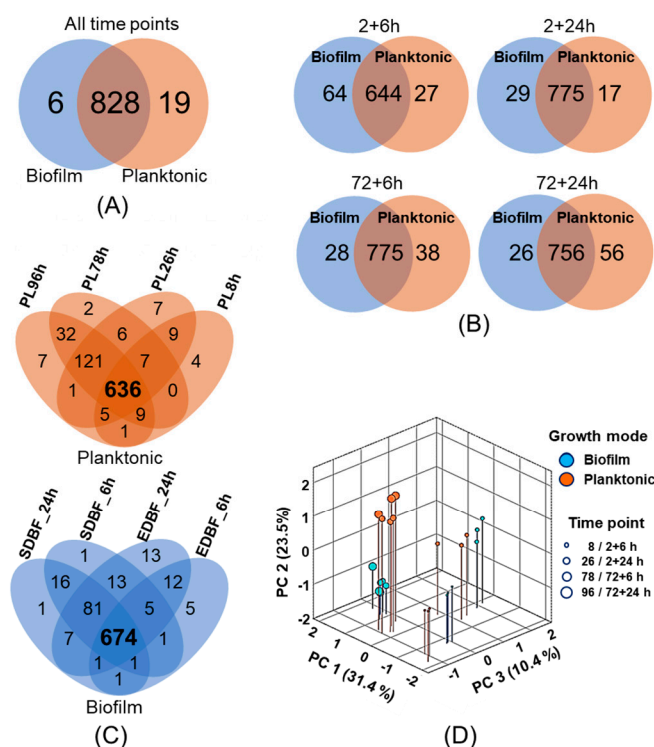 All time points
6 828 19
Biofilm Planktonic
(A)
2+6h 2+24h
Biofilm Planktonic Biofilm Planktonic
64 644 27 29 775 17
72+6h 72+24h
Biofilm Planktonic Biofilm Planktonic
28 775 38 26 756 56
(B)
PL96h PL78h PL26h PL8h
2 7
32 6 9
7 121 7 4
1 636 0
5 9
1
Planktonic
SDBF_24h SDBF_6h EDBF_24h EDBF_6h
1 13
16 13 12
1 81 5 5
7 674 1
1 1
1
Biofilm
(C)
Growth mode
Biofilm
Planktonic
Time point
8 / 2+6 h
26 / 2+24 h
78 / 72+6 h
96 / 72+24 h
PC 2 (23.5%)
2
1
0
-1
-2
2 1 0 -1 -2
PC 1 (31.4 %)
-1 0 1 2
PC 3 (10.4 %)
(D)